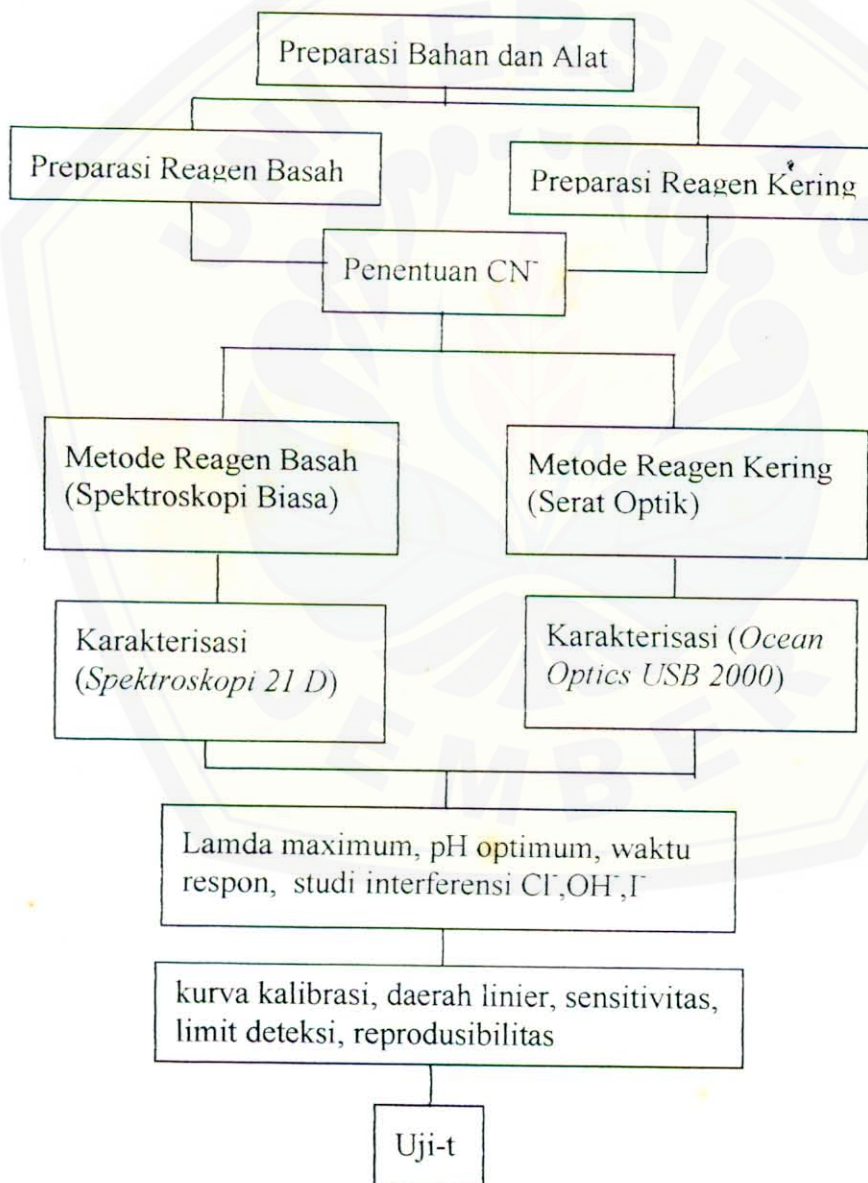 UNIVERSITAS
Preparasi Bahan dan Alat
Preparasi Reagen Basah
Preparasi Reagen Kering
Penentuan CN⁻
Metode Reagen Basah
(Spektroskopi Biasa)
Metode Reagen Kering
(Serat Optik)
Karakterisasi
(Spektroskopi 21 D)
Karakterisasi (Ocean
Optics USB 2000)
JEMBER
Lamda maximum, pH optimum, waktu
respon, studi interferensi Cl⁻,OH⁻,I⁻
kurva kalibrasi, daerah linier, sensitivitas,
limit deteksi, reprodusibilitas
Uji-t